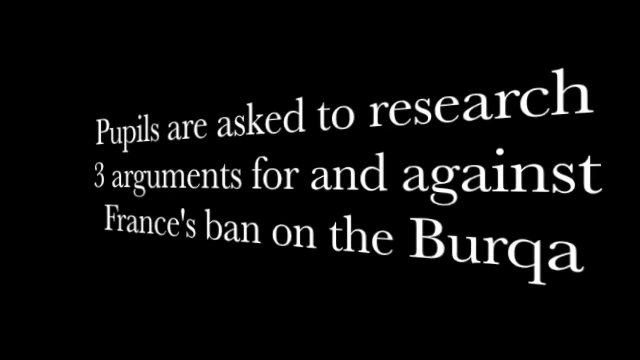 Pupils are asked to research
3 arguments for and against
France's ban on the Burqa